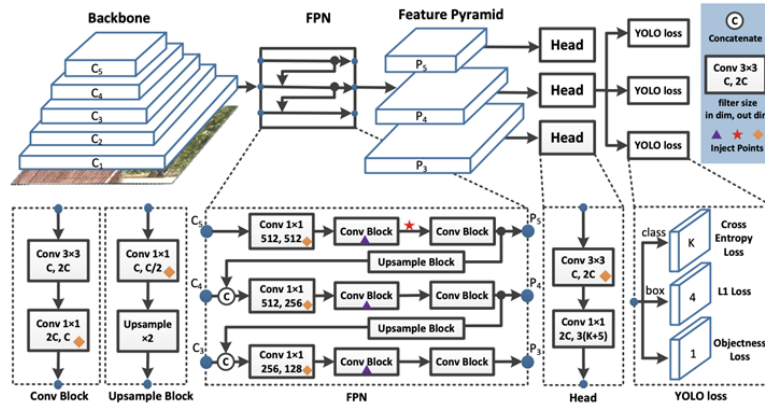 Backbone
FPN
Feature Pyramid
C5
C4
C3
C2
C1
P5
P4
P3
Head
Head
Head
YOLO loss
YOLO loss
YOLO loss
C
Concatenate
Conv 3×3
C, 2C
filter size
in dim, out dim
Inject Points
Conv 3×3
C, 2C
Conv 1×1
2C, C
Conv Block
Conv 1×1
C, C/2
Upsample
×2
Upsample Block
C5
Conv 1×1
512, 512
Conv Block
Conv Block
P5
Upsample Block
C4
C
Conv 1×1
512, 256
Conv Block
Conv Block
P4
Upsample Block
C3
C
Conv 1×1
256, 128
Conv Block
Conv Block
P3
FPN
Conv 3×3
C, 2C
Conv 1×1
2C, 3(K+5)
Head
class
K
Cross
Entropy
Loss
box
4
L1 Loss
1
Objectness
Loss
YOLO loss